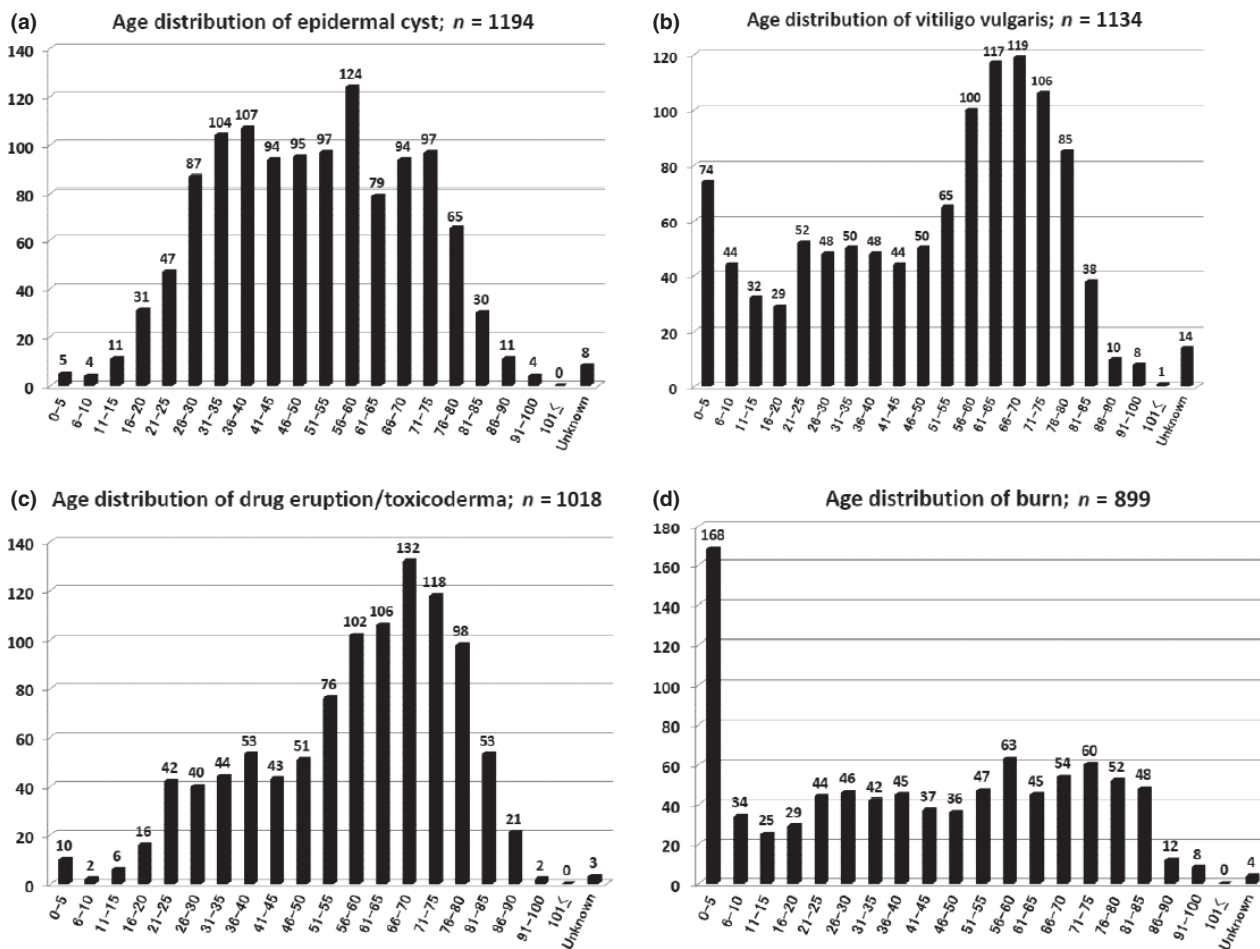 (a) Age distribution of epidermal cyst; n = 1194
140
120
100
80
60
40
20
0
5 4 11 31 47 87 104 107 94 95 97 124 79 94 97 65 30 11 4 0 8
0–5 6–10 11–15 16–20 21–25 26–30 31–35 36–40 41–45 46–50 51–55 56–60 61–65 66–70 71–75 76–80 81–85 86–90 91–100 101≤ Unknown
(b) Age distribution of vitiligo vulgaris; n = 1134
120
100
80
60
40
20
0
74 44 32 29 52 48 50 48 44 50 65 100 117 119 106 85 38 10 8 1 14
0–5 6–10 11–15 16–20 21–25 26–30 31–35 36–40 41–45 46–50 51–55 56–60 61–65 66–70 71–75 76–80 81–85 86–90 91–100 101≤ Unknown
(c) Age distribution of drug eruption/toxicoderma; n = 1018
140
120
100
80
60
40
20
0
10 2 6 16 42 40 44 53 43 51 76 102 106 132 118 98 53 21 2 0 3
0–5 6–10 11–15 16–20 21–25 26–30 31–35 36–40 41–45 46–50 51–55 56–60 61–65 66–70 71–75 76–80 81–85 86–90 91–100 101≤ Unknown
(d) Age distribution of burn; n = 899
180
160
140
120
100
80
60
40
20
0
168 34 25 29 44 46 42 45 37 36 47 63 45 54 60 52 48 12 8 0 4
0–5 6–10 11–15 16–20 21–25 26–30 31–35 36–40 41–45 46–50 51–55 56–60 61–65 66–70 71–75 76–80 81–85 86–90 91–100 101≤ Unknown